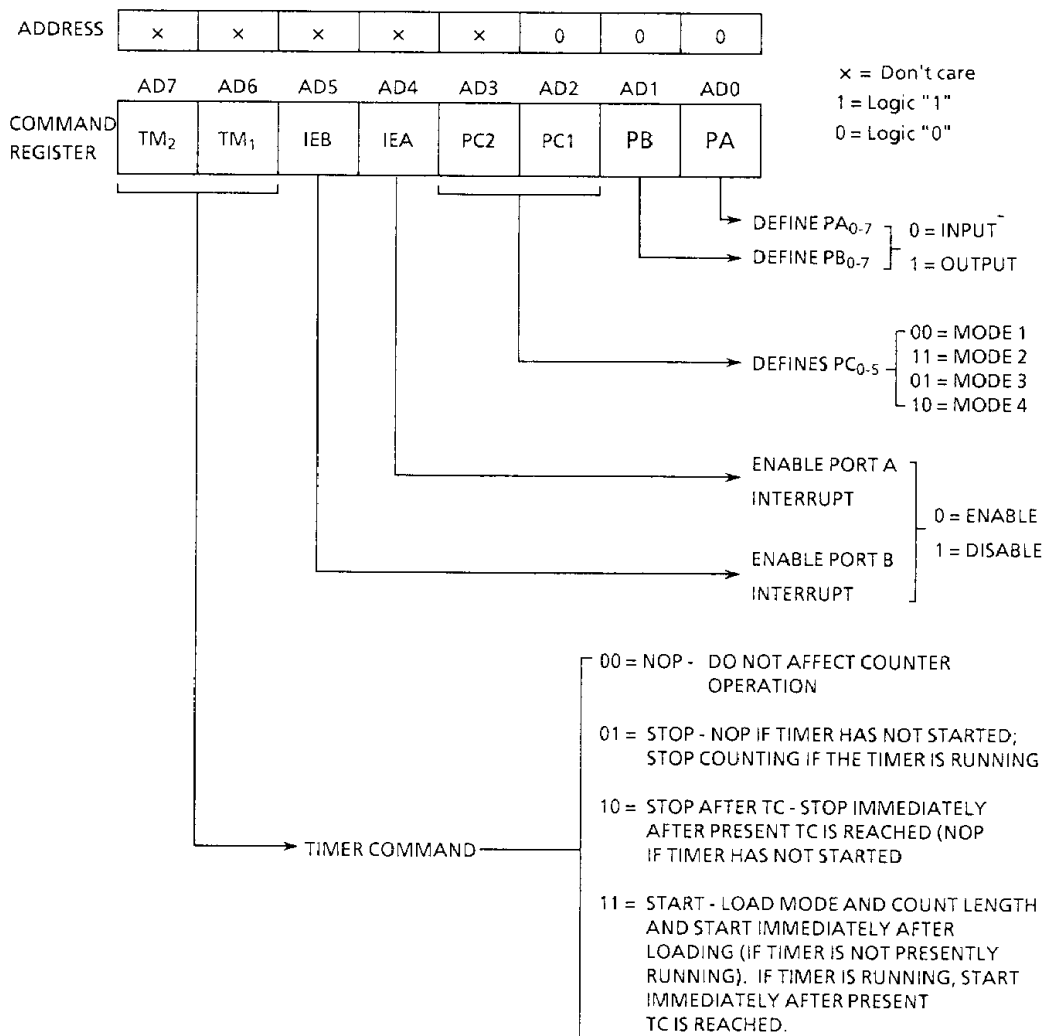 ADDRESS × × × × × 0 0 0
× = Don't care
1 = Logic "1"
0 = Logic "0"
AD7 AD6 AD5 AD4 AD3 AD2 AD1 AD0
COMMAND REGISTER
TM2 TM1 IEB IEA PC2 PC1 PB PA
DEFINE PA0-7
DEFINE PB0-7
0 = INPUT
1 = OUTPUT
DEFINES PC0-5
00 = MODE 1
11 = MODE 2
01 = MODE 3
10 = MODE 4
ENABLE PORT A
INTERRUPT
ENABLE PORT B
INTERRUPT
0 = ENABLE
1 = DISABLE
TIMER COMMAND
00 = NOP - DO NOT AFFECT COUNTER
OPERATION
01 = STOP - NOP IF TIMER HAS NOT STARTED;
STOP COUNTING IF THE TIMER IS RUNNING
10 = STOP AFTER TC - STOP IMMEDIATELY
AFTER PRESENT TC IS REACHED (NOP
IF TIMER HAS NOT STARTED
11 = START - LOAD MODE AND COUNT LENGTH
AND START IMMEDIATELY AFTER
LOADING (IF TIMER IS NOT PRESENTLY
RUNNING). IF TIMER IS RUNNING, START
IMMEDIATELY AFTER PRESENT
TC IS REACHED.